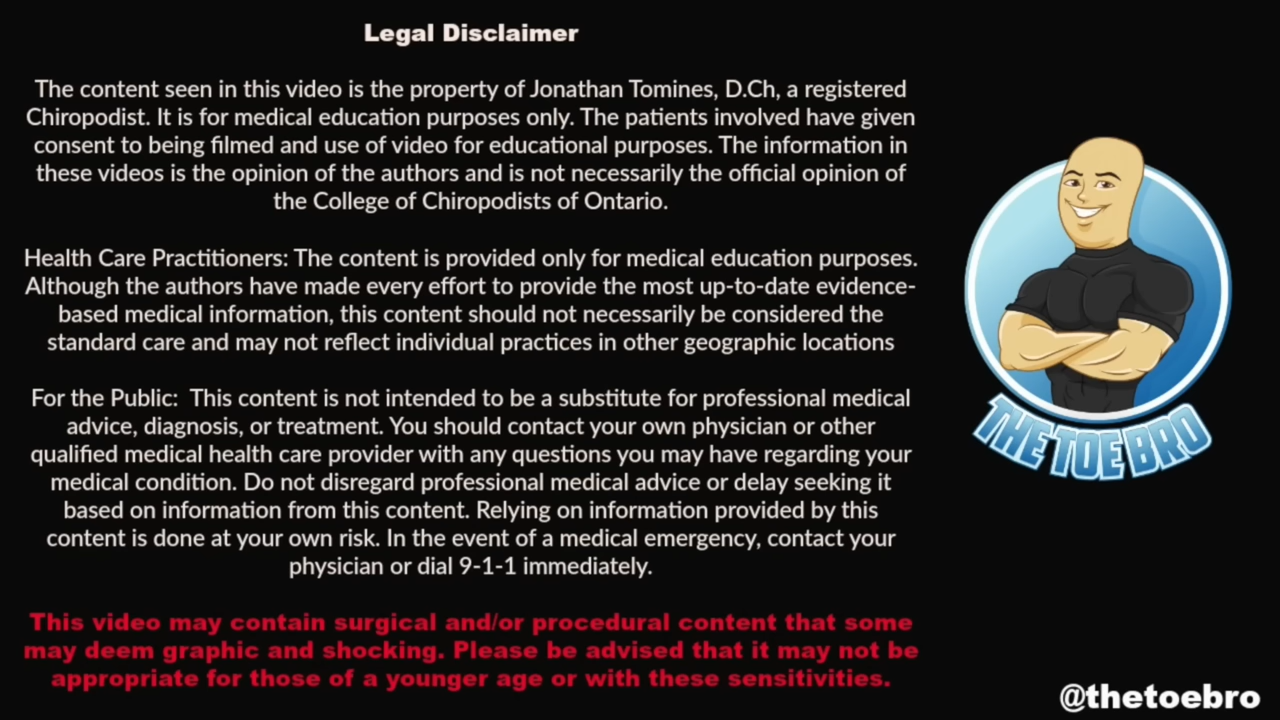 Legal Disclaimer
The content seen in this video is the property of Jonathan Tomines, D.Ch, a registered
Chiropodist. It is for medical education purposes only. The patients involved have given
consent to being filmed and use of video for educational purposes. The information in
these videos is the opinion of the authors and is not necessarily the official opinion of
the College of Chiropodists of Ontario.
Health Care Practitioners: The content is provided only for medical education purposes.
Although the authors have made every effort to provide the most up-to-date evidence-
based medical information, this content should not necessarily be considered the
standard care and may not reflect individual practices in other geographic locations
For the Public: This content is not intended to be a substitute for professional medical
advice, diagnosis, or treatment. You should contact your own physician or other
qualified medical health care provider with any questions you may have regarding your
medical condition. Do not disregard professional medical advice or delay seeking it
based on information from this content. Relying on information provided by this
content is done at your own risk. In the event of a medical emergency, contact your
physician or dial 9-1-1 immediately.
This video may contain surgical and/or procedural content that some
may deem graphic and shocking. Please be advised that it may not be
appropriate for those of a younger age or with these sensitivities.
THE TOE BRO
@thetoebro